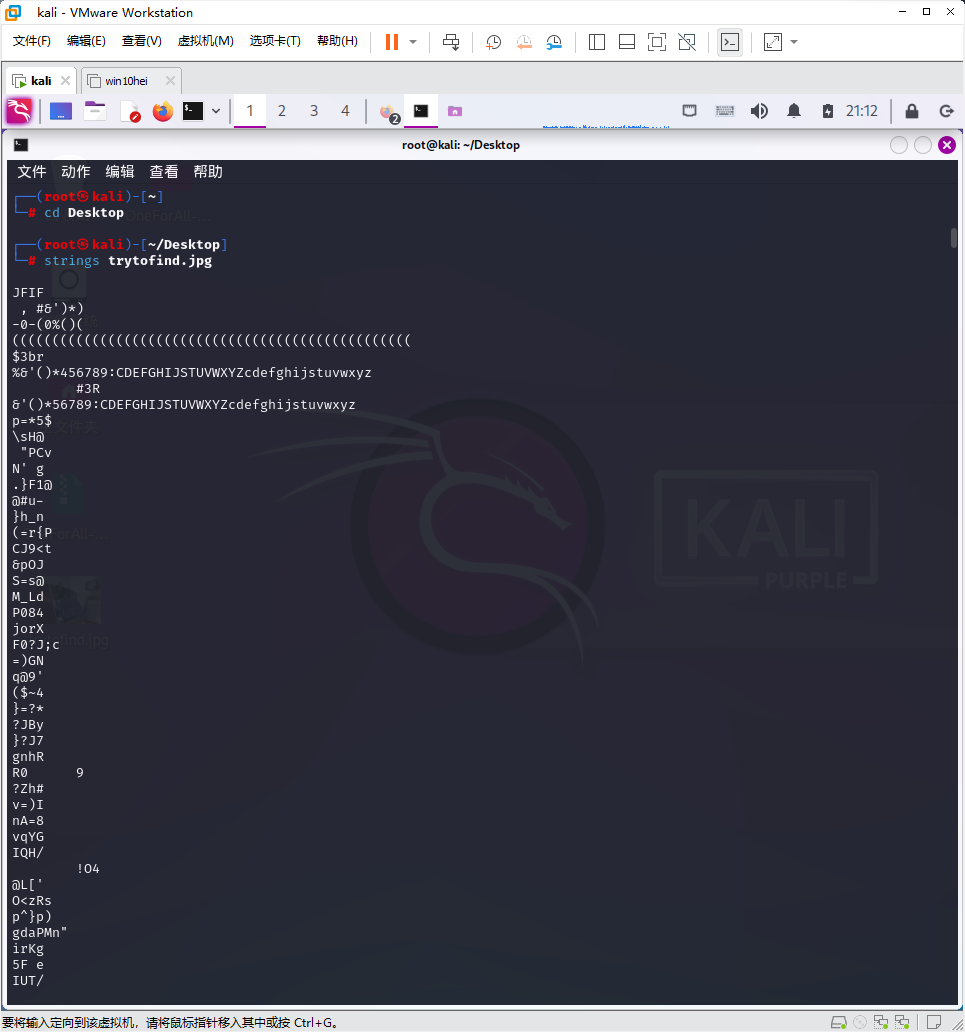 kali - VMware Workstation
文件(F) 编辑(E) 查看(V) 虚拟机(M) 选项卡(T) 帮助(H)
kali win10hei
1 2 3 4 2 21:12
root@kali: ~/Desktop
文件 动作 编辑 查看 帮助
┌──(root㉿kali)-[~]
└─# cd Desktop
┌──(root㉿kali)-[~/Desktop]
└─# strings trytofind.jpg
JFIF
 , #&')*)
-0-(0%()(
((((((((((((((((((((((((((((((((((((((((((((((((((
$3br
%&'()*456789:CDEFGHIJSTUVWXYZcdefghijstuvwxyz
        #3R
&'()*56789:CDEFGHIJSTUVWXYZcdefghijstuvwxyz
p=*5$
\sH@
 "PCv
N' g
.}F1@
@#u-
}h_n
(=r{P
CJ9<t
&pOJ
S=s@
M_Ld
P084
jorX
F0?J;c
=)GN
q@9'
($~4
}=?*
?JBy
}?J7
gnhR
R0      9
?Zh#
v=)I
nA=8
vqYG
IQH/
        !O4
@L['
O<zRs
p^}p)
gdaPMn"
irKg
5F e
IUT/
KALI
PURPLE
要将输入定向到该虚拟机，请将鼠标指针移入其中或按 Ctrl+G。